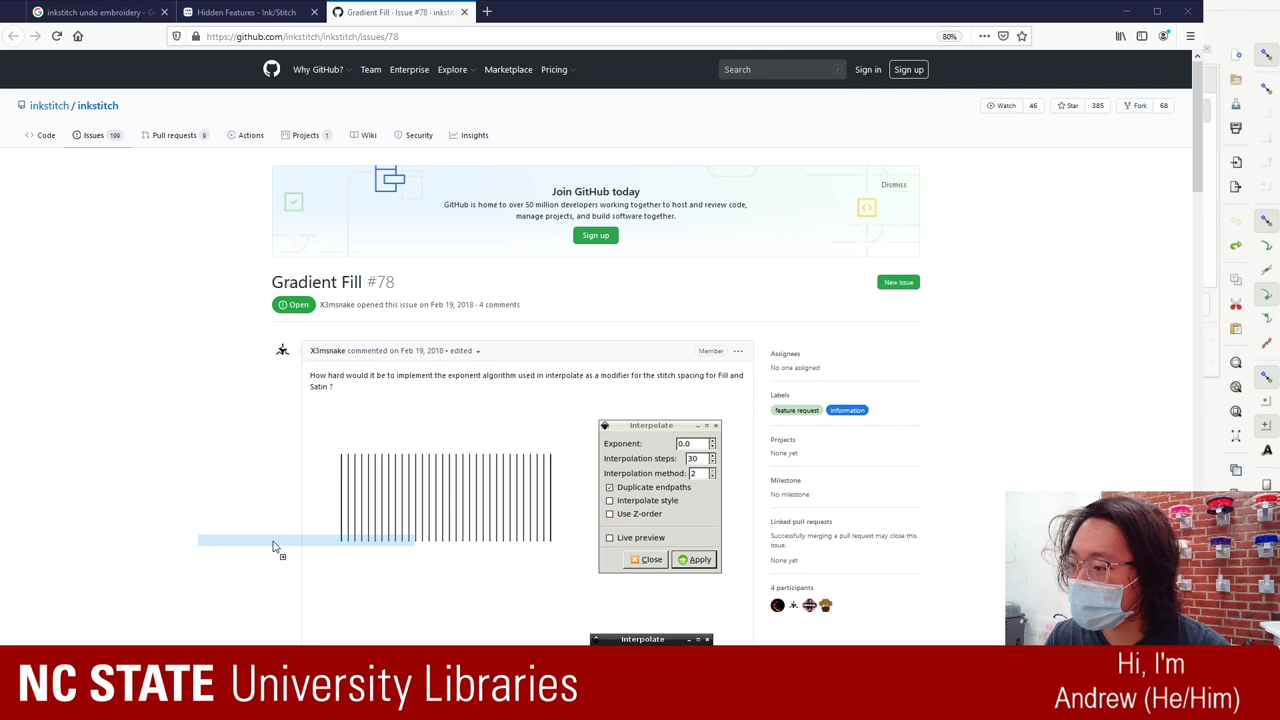 inkstitch undo embroidery - G
Hidden Features - Ink/Stitch
Gradient Fill · Issue #78 · inksti
https://github.com/inkstitch/inkstitch/issues/78
80%
Why GitHub?
Team
Enterprise
Explore
Marketplace
Pricing
Search
/
Sign in
Sign up
inkstitch / inkstitch
Watch 46
Star 385
Fork 68
Code
Issues 199
Pull requests 9
Actions
Projects 1
Wiki
Security
Insights
Join GitHub today
Dismiss
GitHub is home to over 50 million developers working together to host and review code,
manage projects, and build software together.
Sign up
Gradient Fill #78
New issue
Open
X3msnake opened this issue on Feb 19, 2018 · 4 comments
X3msnake commented on Feb 19, 2018 • edited
Member
How hard would it be to implement the exponent algorithm used in interpolate as a modifier for the stitch spacing for Fill and
Satin ?
Interpolate
Exponent: 0.0
Interpolation steps: 30
Interpolation method: 2
Duplicate endpaths
Interpolate style
Use Z-order
Live preview
Close
Apply
Interpolate
Assignees
No one assigned
Labels
feature request
information
Projects
None yet
Milestone
No milestone
Linked pull requests
Successfully merging a pull request may close this
issue.
None yet
4 participants
NC STATE University Libraries
Hi, I'm
Andrew (He/Him)